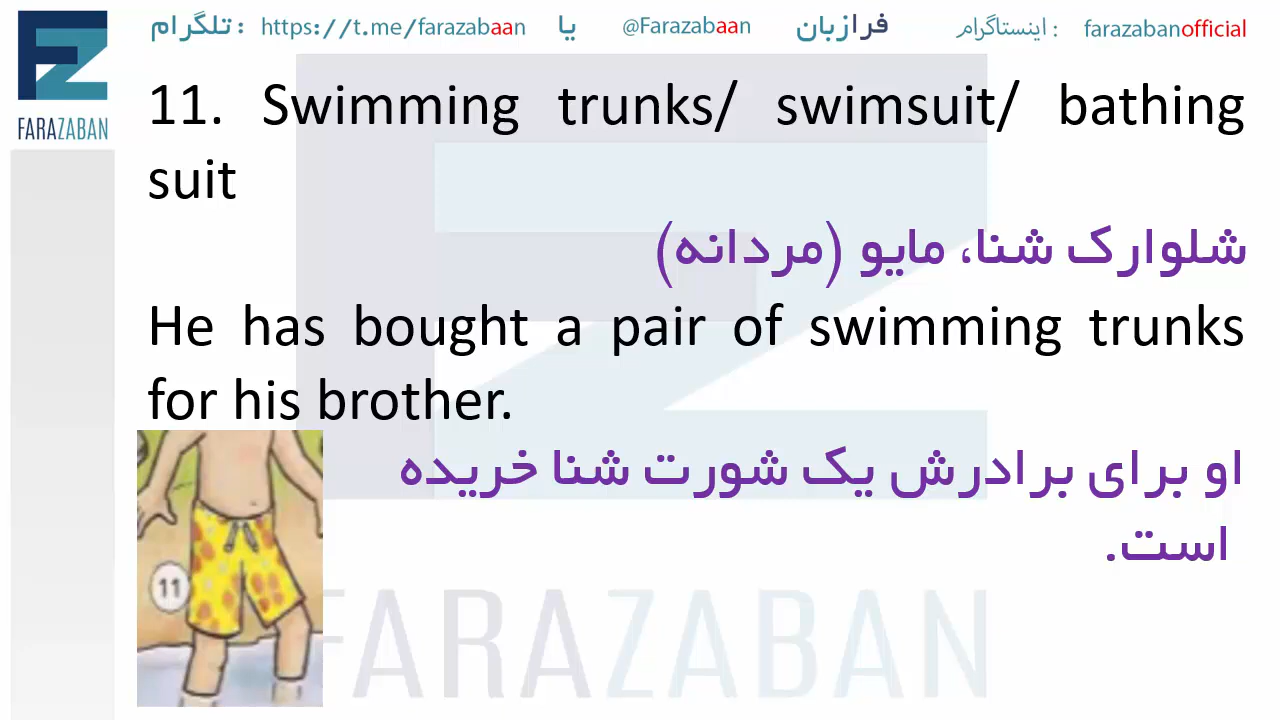 تلگرام : https://t.me/farazabaan یا @Farazabaan فرازبان اینستاگرام : farazabanofficial
FARAZABAN
11. Swimming trunks/ swimsuit/ bathing
suit
شلوارک شنا، مایو (مردانه)
He has bought a pair of swimming trunks
for his brother.
او برای برادرش یک شورت شنا خریده
است.
11
FARAZABAN